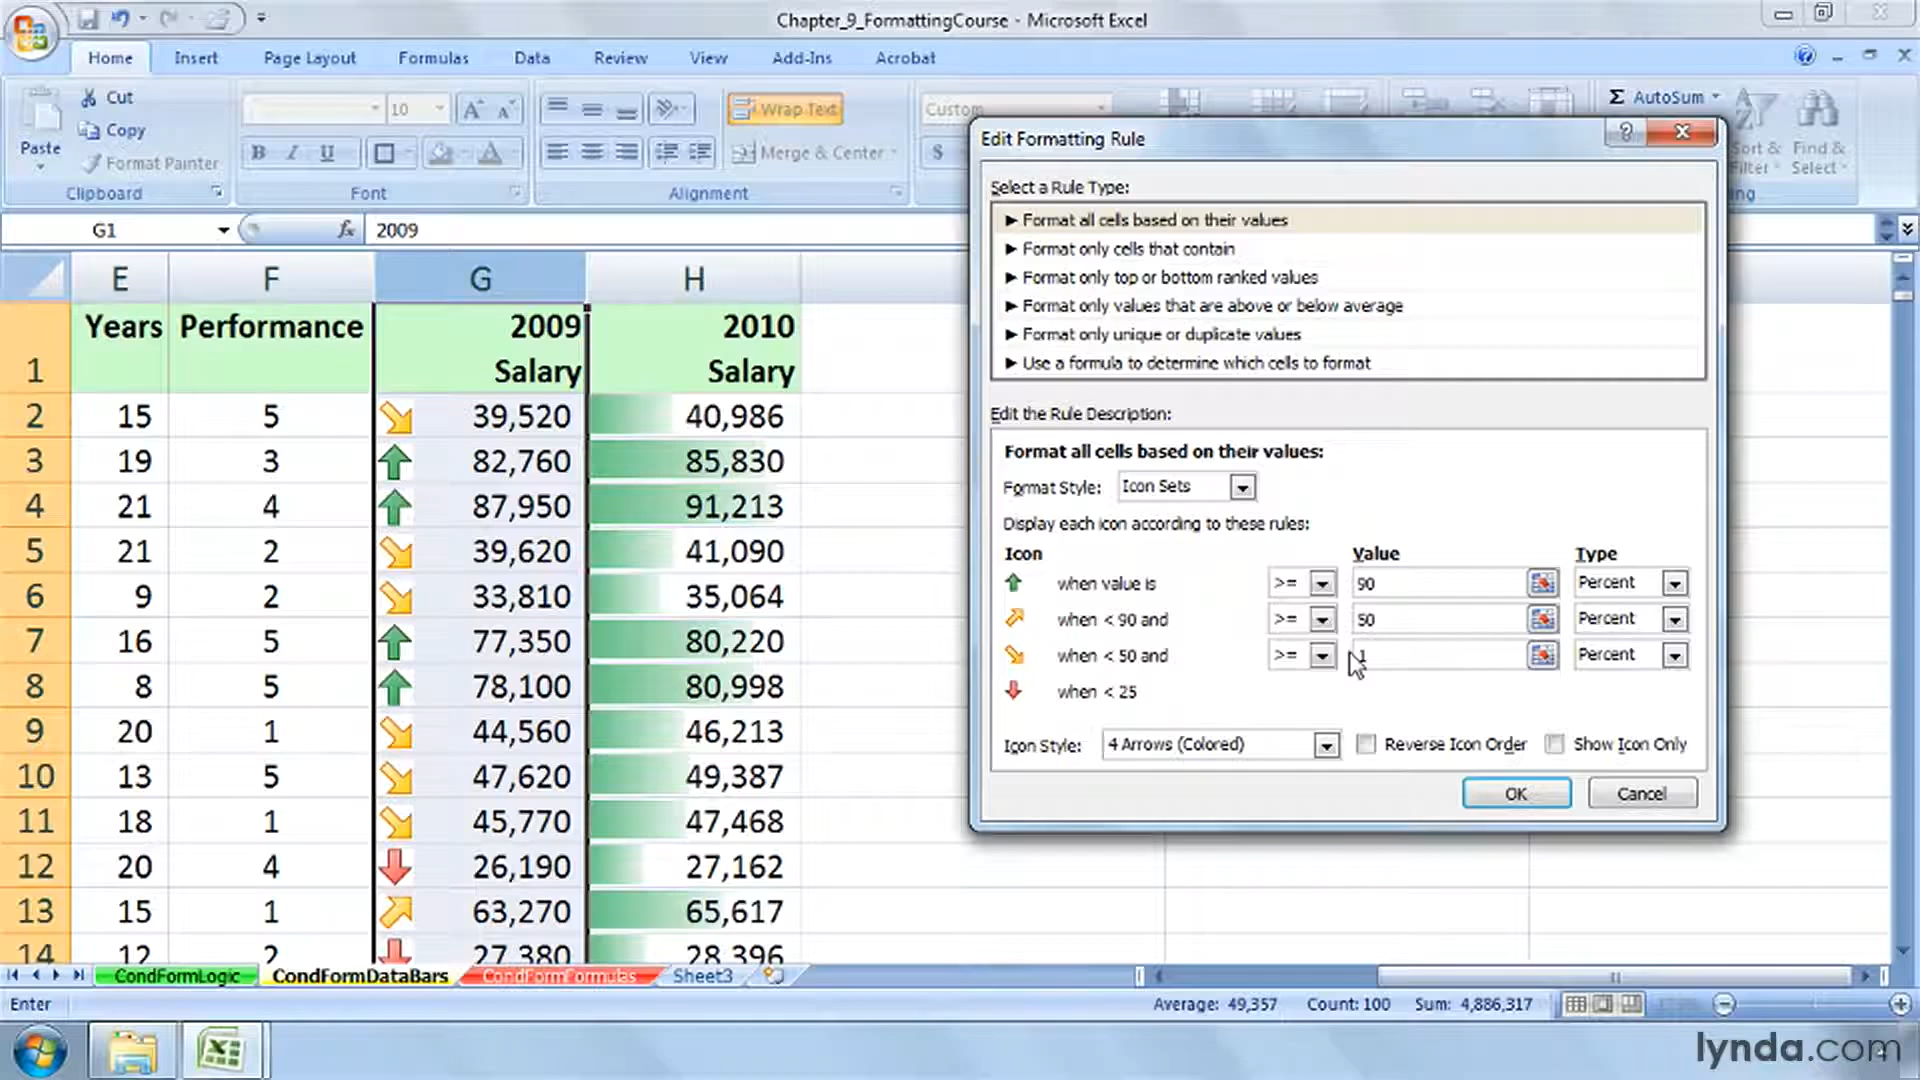 Chapter_9_FormattingCourse - Microsoft Excel
Home Insert Page Layout Formulas Data Review View Add-Ins Acrobat
Cut
Copy
Format Painter
Paste
Clipboard
10
B I U
Font
Wrap Text
Merge & Center
Alignment
Custom
$
Σ AutoSum
Sort & Filter
Find & Select
G1 fx 2009
E F G H
1 Years Performance 2009 Salary 2010 Salary
2 15 5 39,520 40,986
3 19 3 82,760 85,830
4 21 4 87,950 91,213
5 21 2 39,620 41,090
6 9 2 33,810 35,064
7 16 5 77,350 80,220
8 8 5 78,100 80,998
9 20 1 44,560 46,213
10 13 5 47,620 49,387
11 18 1 45,770 47,468
12 20 4 26,190 27,162
13 15 1 63,270 65,617
14 12 2 27,380 28,396
Edit Formatting Rule
Select a Rule Type:
► Format all cells based on their values
► Format only cells that contain
► Format only top or bottom ranked values
► Format only values that are above or below average
► Format only unique or duplicate values
► Use a formula to determine which cells to format
Edit the Rule Description:
Format all cells based on their values:
Format Style: Icon Sets
Display each icon according to these rules:
Icon Value Type
when value is >= 90 Percent
when < 90 and >= 50 Percent
when < 50 and >= 1 Percent
when < 25
Icon Style: 4 Arrows (Colored) Reverse Icon Order Show Icon Only
OK Cancel
CondFormLogic CondFormDataBars CondFormFormulas Sheet3
Enter Average: 49,357 Count: 100 Sum: 4,886,317
lynda.com